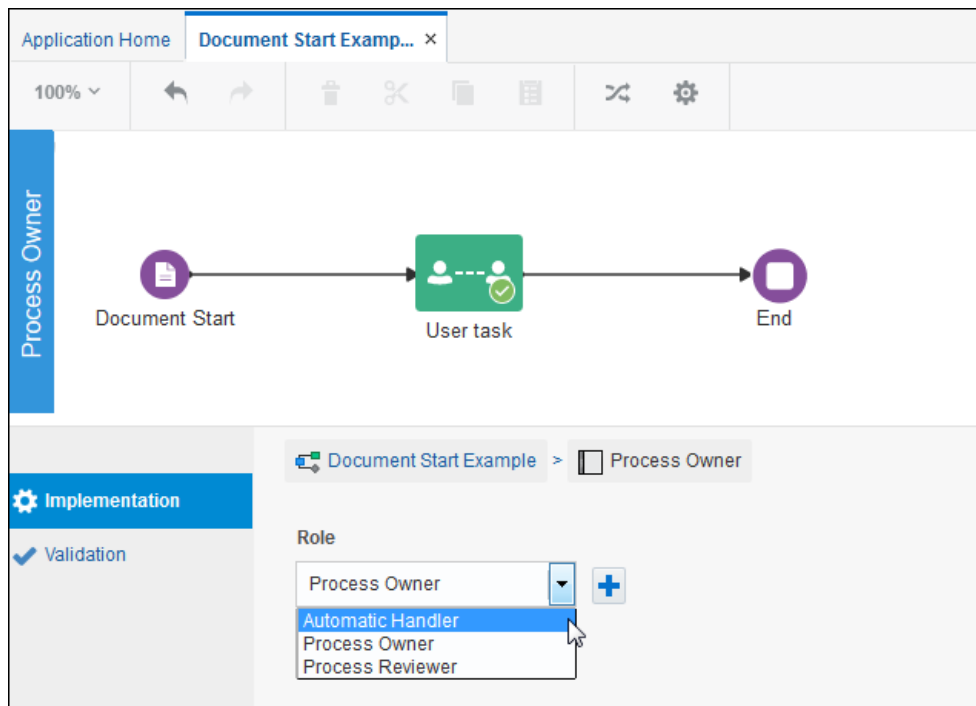 Application Home
Document Start Examp... ×
100%
Process Owner
Document Start
User task
End
Document Start Example > Process Owner
Implementation
Validation
Role
Process Owner
Automatic Handler
Process Owner
Process Reviewer